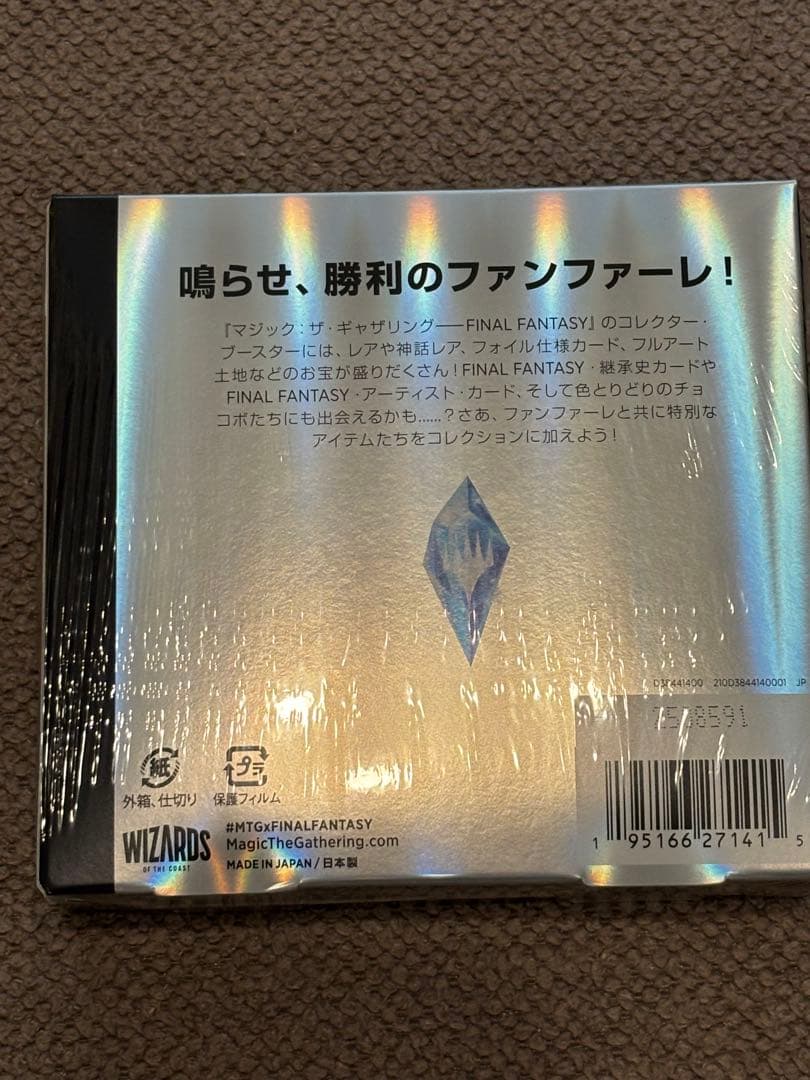 鳴らせ、勝利のファンファーレ!
『マジック:ザ・ギャザリング——FINAL FANTASY』のコレクター・
ブースターには、レアや神話レア、フォイル仕様カード、フルアート
土地などのお宝が盛りだくさん!FINAL FANTASY・継承史カードや
FINAL FANTASY・アーティスト・カード、そして色とりどりのチョ
コボたちにも出会えるかも……?さあ、ファンファーレと共に特別な
アイテムたちをコレクションに加えよう!
210D3844140001 JP
紙
外箱、仕切り
プラ
保護フィルム
WIZARDS
OF THE COAST
#MTGxFINALFANTASY
MagicTheGathering.com
MADE IN JAPAN / 日本製
1 95166 27141 5